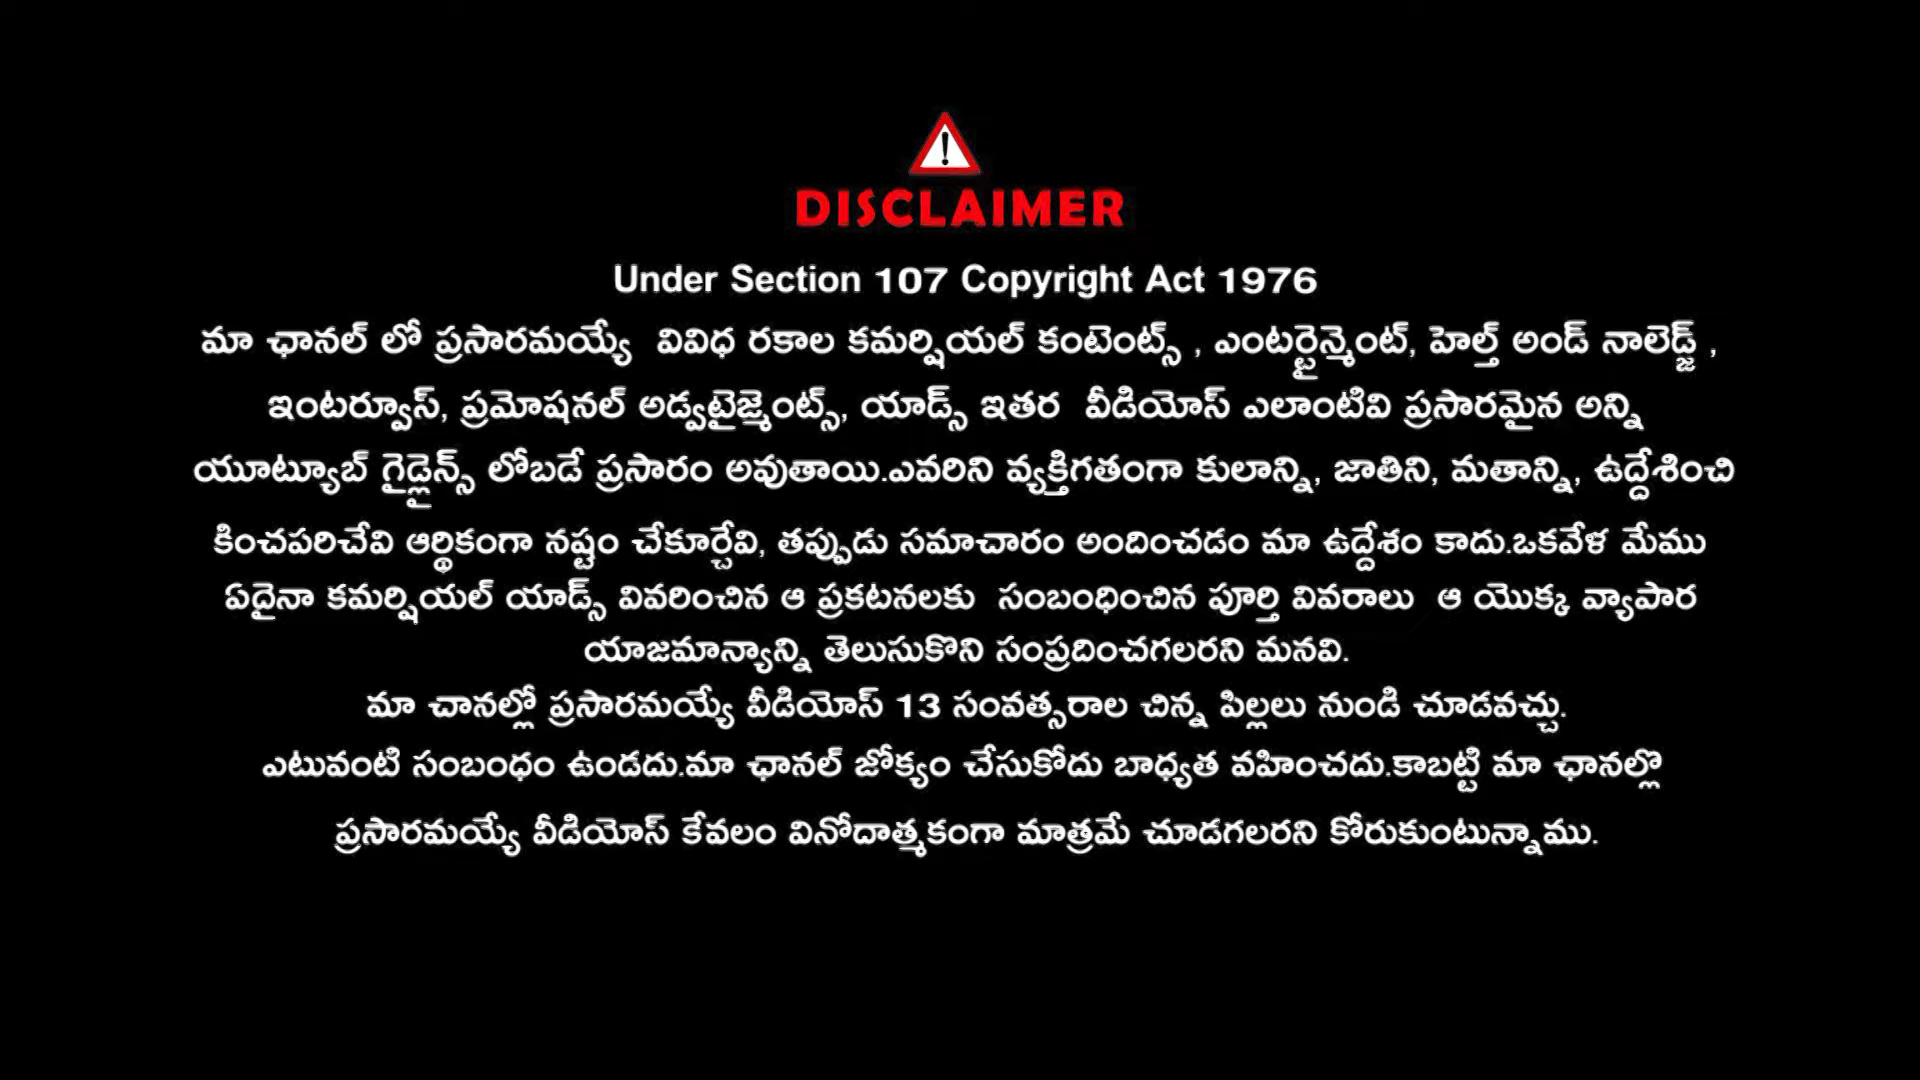 DISCLAIMER
Under Section 107 Copyright Act 1976
మా ఛానల్ లో ప్రసారమయ్యే వివిధ రకాల కమర్షియల్ కంటెంట్స్ , ఎంటర్టైన్మెంట్, హెల్త్ అండ్ నాలెడ్జ్ ,
ఇంటర్వూస్, ప్రమోషనల్ అడ్వటైజ్మెంట్స్, యాడ్స్ ఇతర వీడియోస్ ఎలాంటివి ప్రసారమైన అన్ని
యూట్యూబ్ గైడ్లైన్స్ లోబడే ప్రసారం అవుతాయి.ఎవరిని వ్యక్తిగతంగా కులాన్ని, జాతిని, మతాన్ని, ఉద్దేశించి
కించపరిచేవి ఆర్థికంగా నష్టం చేకూర్చేవి, తప్పుడు సమాచారం అందించడం మా ఉద్దేశం కాదు.ఒకవేళ మేము
ఏదైనా కమర్షియల్ యాడ్స్ వివరించిన ఆ ప్రకటనలకు సంబంధించిన పూర్తి వివరాలు ఆ యొక్క వ్యాపార
యాజమాన్యాన్ని తెలుసుకొని సంప్రదించగలరని మనవి.
మా చానల్లో ప్రసారమయ్యే వీడియోస్ 13 సంవత్సరాల చిన్న పిల్లలు నుండి చూడవచ్చు.
ఎటువంటి సంబంధం ఉండదు.మా ఛానల్ జోక్యం చేసుకోదు బాధ్యత వహించదు.కాబట్టి మా ఛానల్లొ
ప్రసారమయ్యే వీడియోస్ కేవలం వినోదాత్మకంగా మాత్రమే చూడగలరని కోరుకుంటున్నాము.